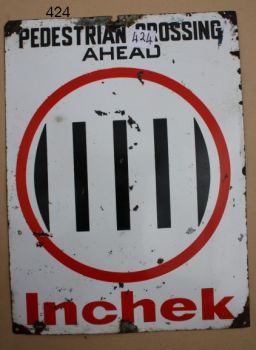 424
PEDESTRIAN CROSSING
424
AHEAD
Inchek